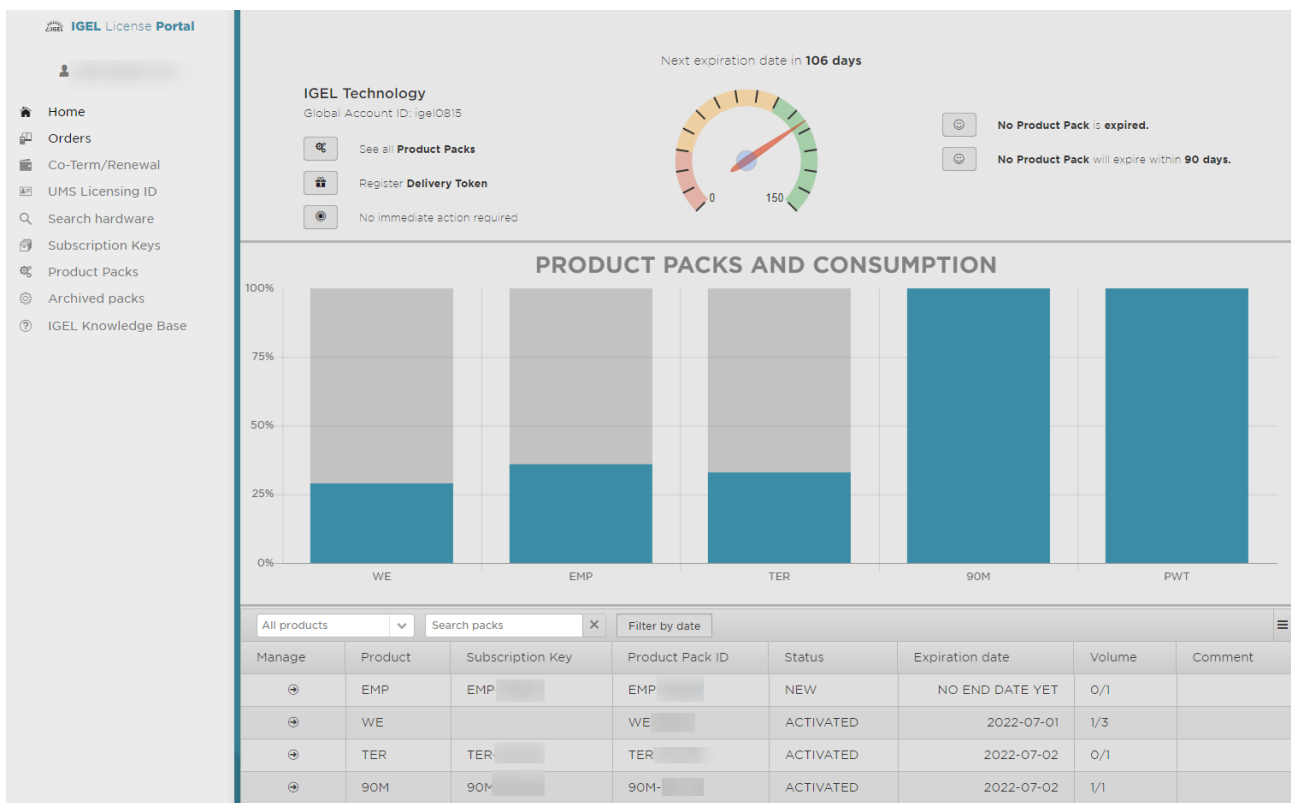 IGEL License Portal
Home
Orders
Co-Term/Renewal
UMS Licensing ID
Search hardware
Subscription Keys
Product Packs
Archived packs
IGEL Knowledge Base
IGEL Technology
Global Account ID: igel0815
See all Product Packs
Register Delivery Token
No immediate action required
Next expiration date in 106 days
0 150
No Product Pack is expired.
No Product Pack will expire within 90 days.
PRODUCT PACKS AND CONSUMPTION
100%
75%
50%
25%
0%
WE EMP TER 90M PWT
All products Search packs Filter by date
Manage Product Subscription Key Product Pack ID Status Expiration date Volume Comment
EMP EMP EMP NEW NO END DATE YET 0/1
WE WE ACTIVATED 2022-07-01 1/3
TER TER- TER ACTIVATED 2022-07-02 0/1
90M 90M 90M- ACTIVATED 2022-07-02 1/1